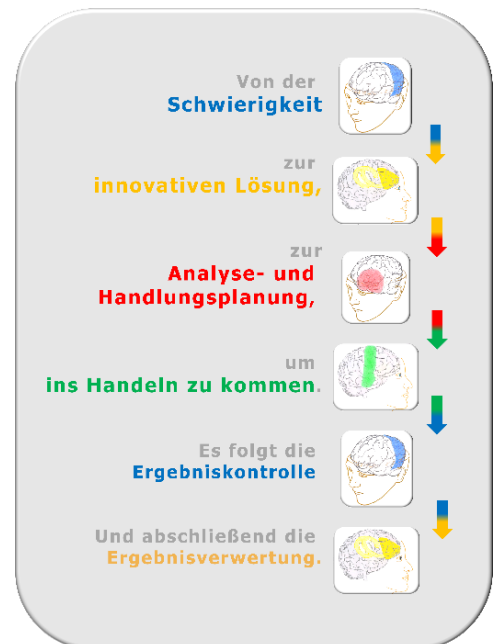 Von der
Schwierigkeit
zur
innovativen Lösung,
zur
Analyse- und
Handlungsplanung,
um
ins Handeln zu kommen.
Es folgt die
Ergebniskontrolle
Und abschließend die
Ergebnisverwertung.